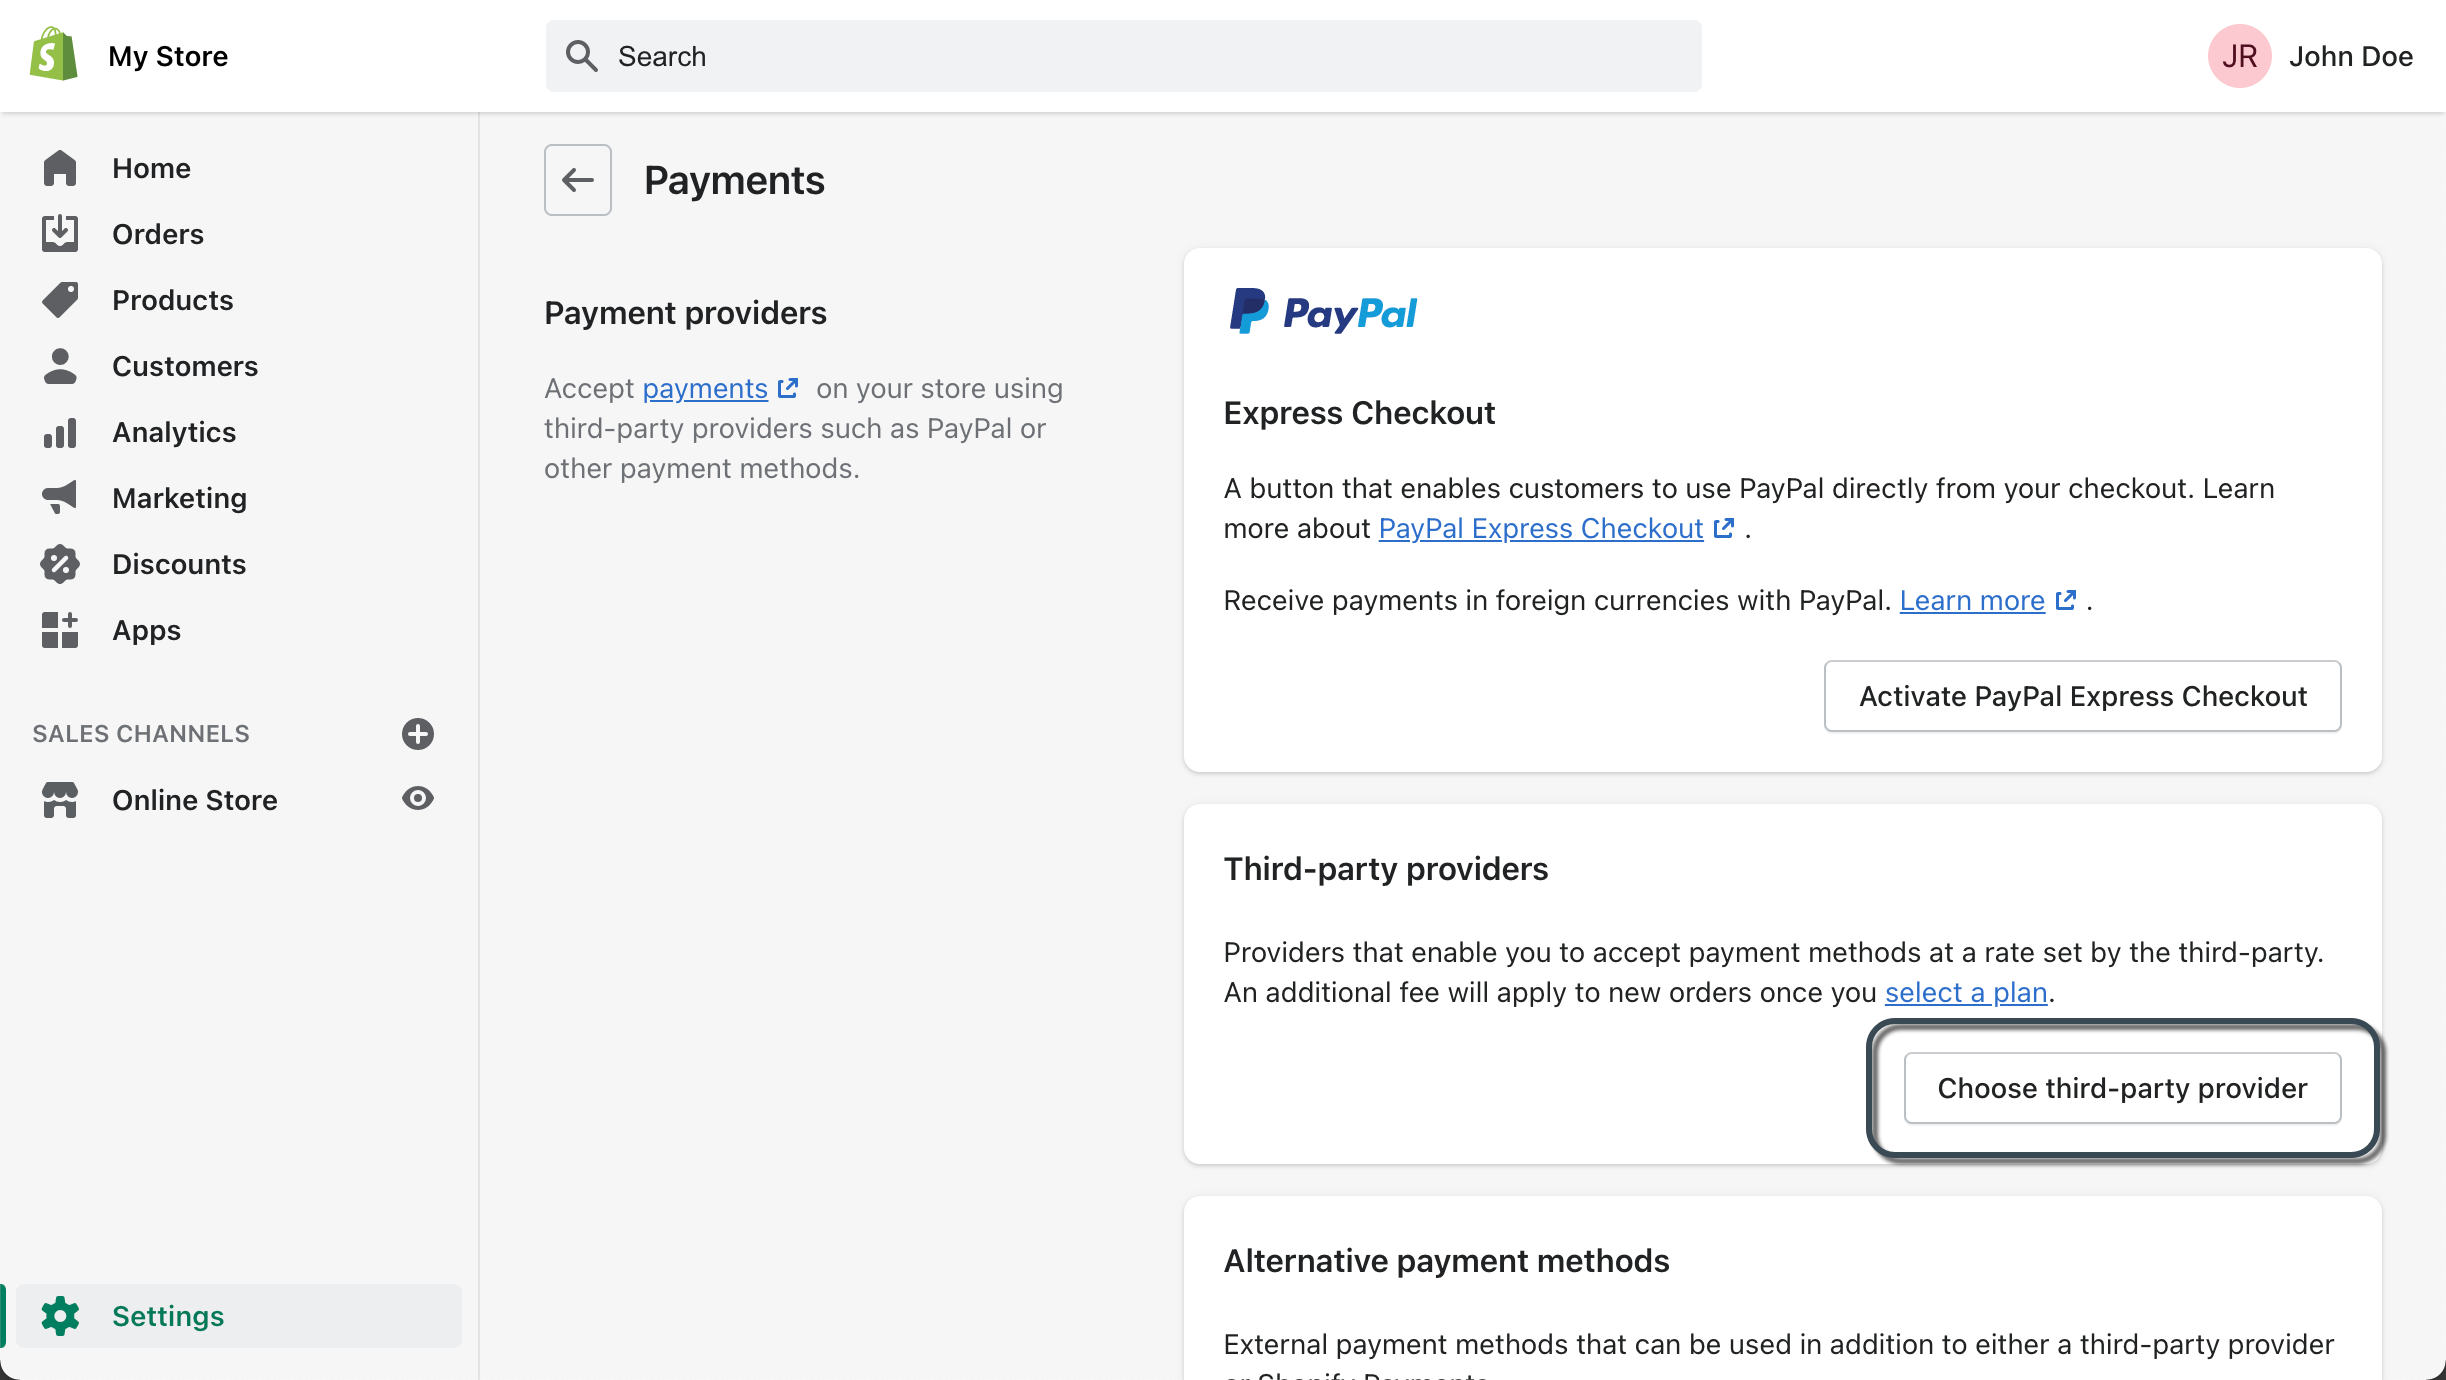 My Store
Search
JR
John Doe
Home
Orders
Products
Customers
Analytics
Marketing
Discounts
Apps
SALES CHANNELS
Online Store
Settings
Payments
Payment providers
Accept payments on your store using
third-party providers such as PayPal or
other payment methods.
PayPal
Express Checkout
A button that enables customers to use PayPal directly from your checkout. Learn
more about PayPal Express Checkout .
Receive payments in foreign currencies with PayPal. Learn more .
Activate PayPal Express Checkout
Third-party providers
Providers that enable you to accept payment methods at a rate set by the third-party.
An additional fee will apply to new orders once you select a plan.
Choose third-party provider
Alternative payment methods
External payment methods that can be used in addition to either a third-party provider
or Shopify Payments.